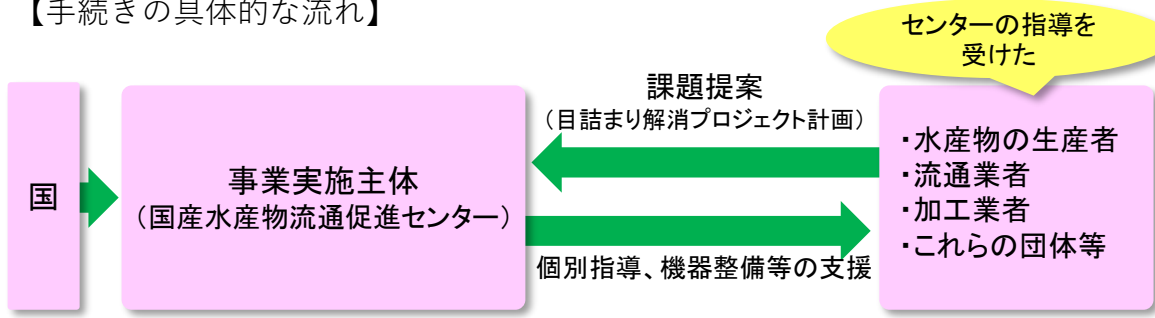 【手続きの具体的な流れ】
センターの指導を
受けた
課題提案
（目詰まり解消プロジェクト計画）
国
事業実施主体
（国産水産物流通促進センター）
・水産物の生産者
・流通業者
・加工業者
・これらの団体等
個別指導、機器整備等の支援